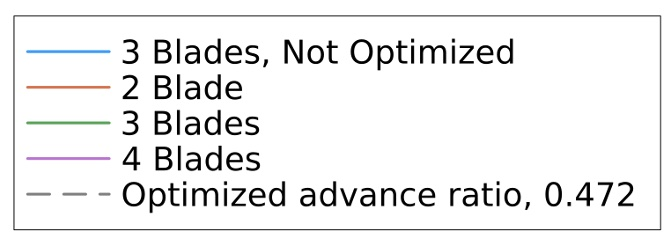 3 Blades, Not Optimized
2 Blade
3 Blades
4 Blades
Optimized advance ratio, 0.472